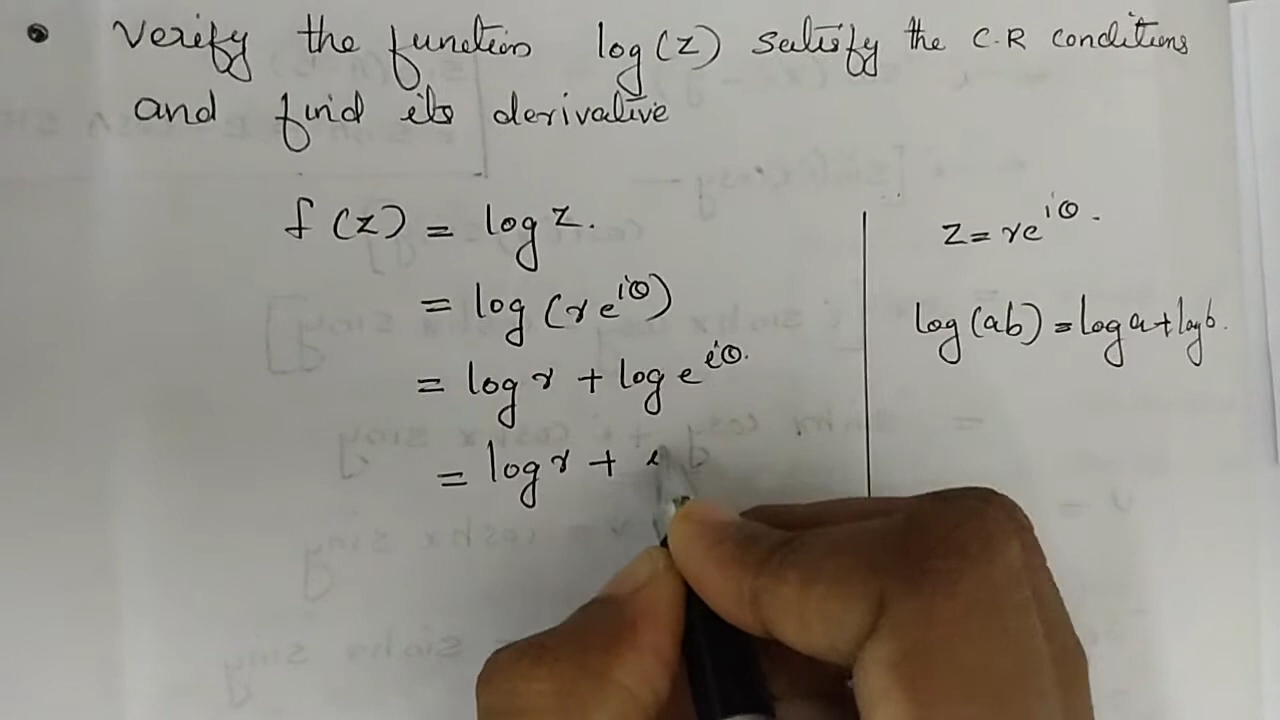 • Verify the function log(z) satisfy the C.R conditions
and find its derivative
f(z) = log z.
= log(re^{iθ})
= log r + log e^{iθ}.
= log r + i
z = re^{iθ}.
log(ab) = log a + log b.